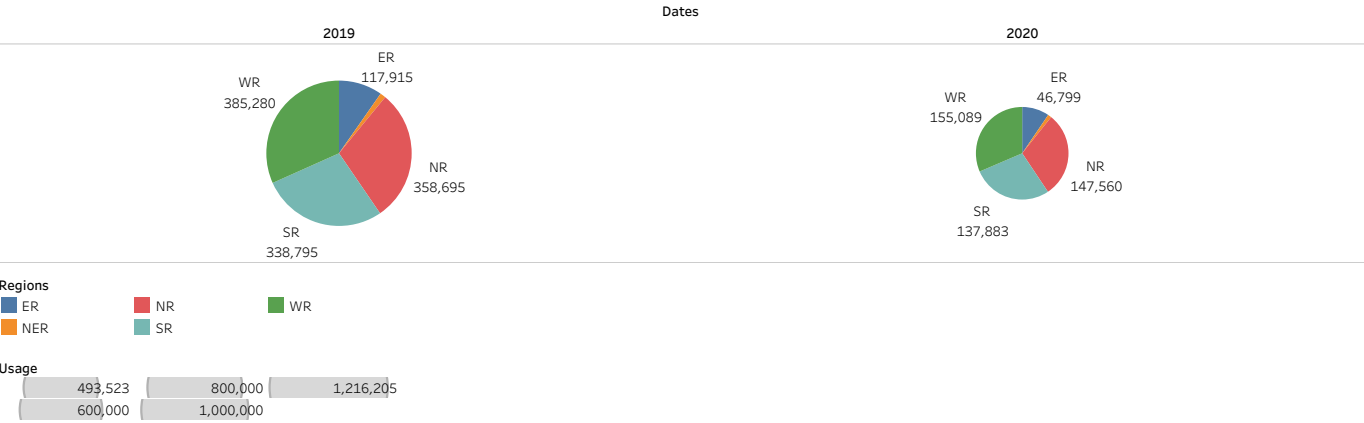 Dates
2019
2020
ER
117,915
WR
385,280
NR
358,695
SR
338,795
ER
46,799
WR
155,089
NR
147,560
SR
137,883
Regions
ER
NR
WR
NER
SR
Usage
493,523
800,000
1,216,205
600,000
1,000,000